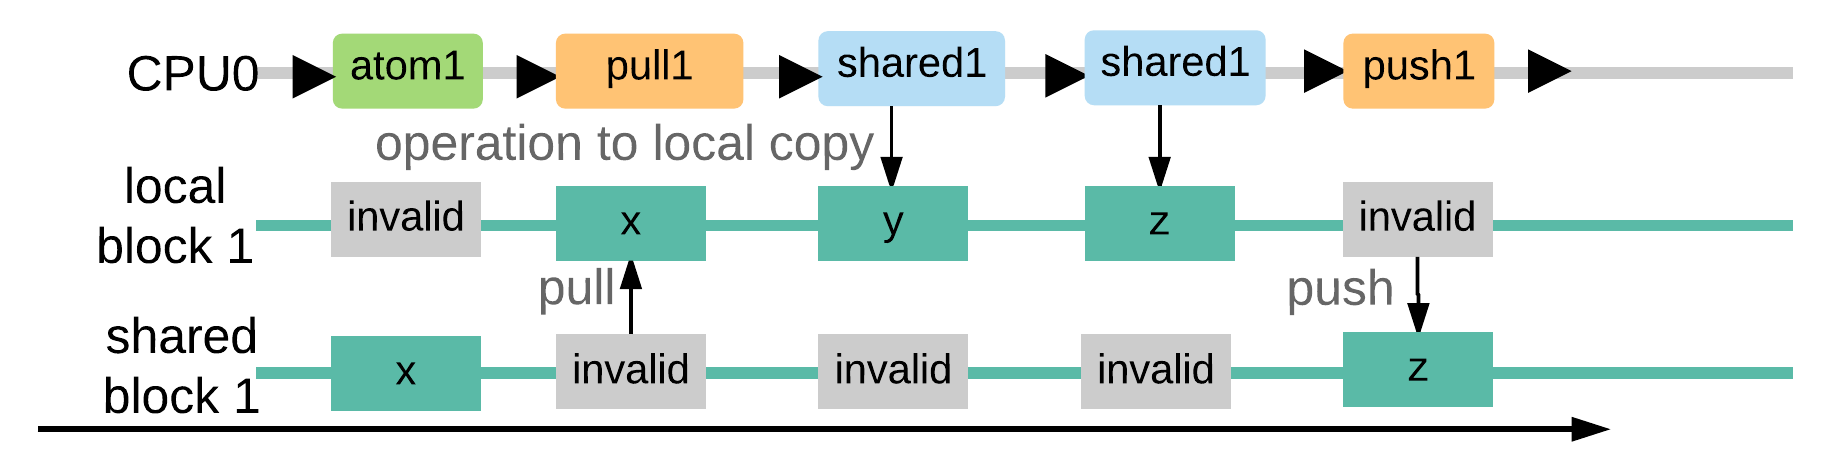 CPU0 atom1 pull1 shared1 shared1 push1
operation to local copy
local
block 1
invalid x y z invalid
pull push
shared
block 1
x invalid invalid invalid z